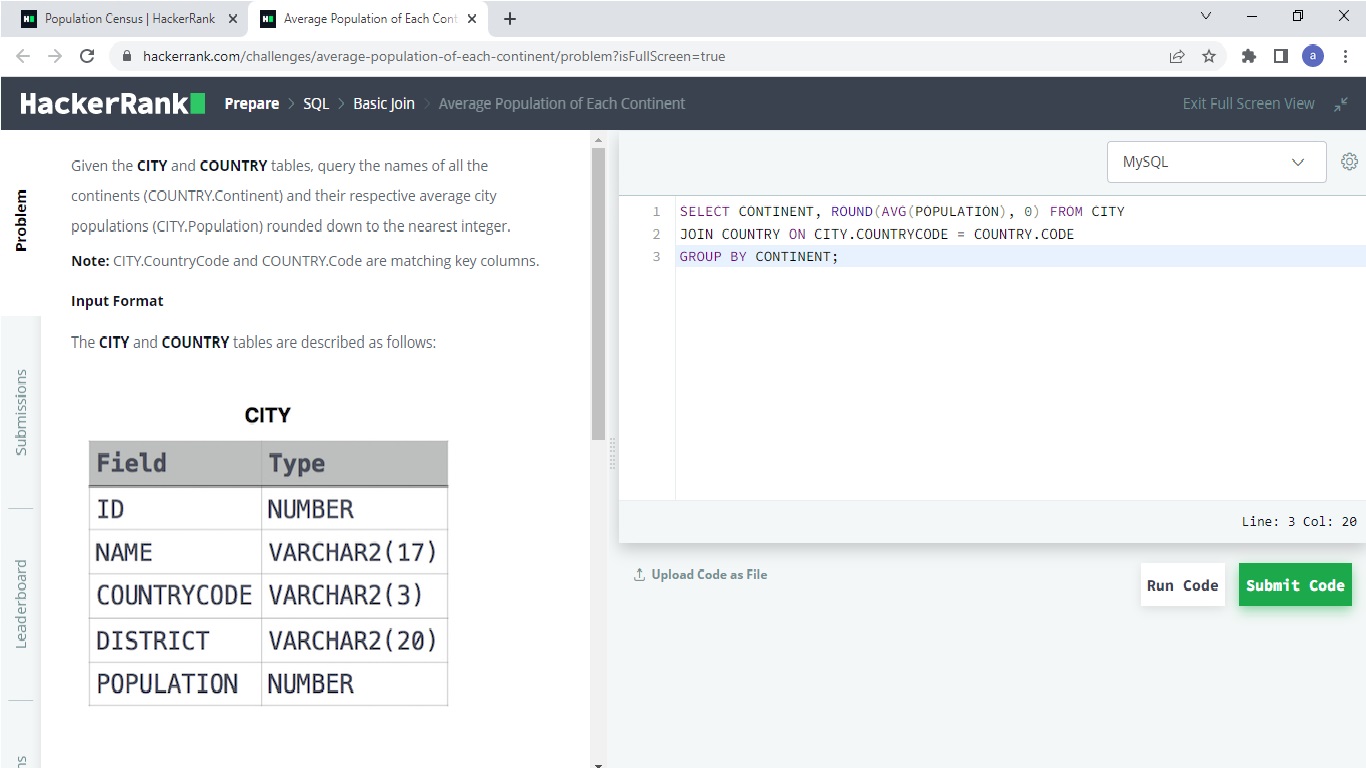 Population Census | HackerRank
Average Population of Each Cont
hackerrank.com/challenges/average-population-of-each-continent/problem?isFullScreen=true
a
HackerRank
Prepare > SQL > Basic Join > Average Population of Each Continent
Exit Full Screen View
Problem
Submissions
Leaderboard
Given the CITY and COUNTRY tables, query the names of all the
continents (COUNTRY.Continent) and their respective average city
populations (CITY.Population) rounded down to the nearest integer.
Note: CITY.CountryCode and COUNTRY.Code are matching key columns.
Input Format
The CITY and COUNTRY tables are described as follows:
CITY
Field Type
ID NUMBER
NAME VARCHAR2(17)
COUNTRYCODE VARCHAR2(3)
DISTRICT VARCHAR2(20)
POPULATION NUMBER
MySQL
1 SELECT CONTINENT, ROUND(AVG(POPULATION), 0) FROM CITY
2 JOIN COUNTRY ON CITY.COUNTRYCODE = COUNTRY.CODE
3 GROUP BY CONTINENT;
Line: 3 Col: 20
Upload Code as File
Run Code
Submit Code